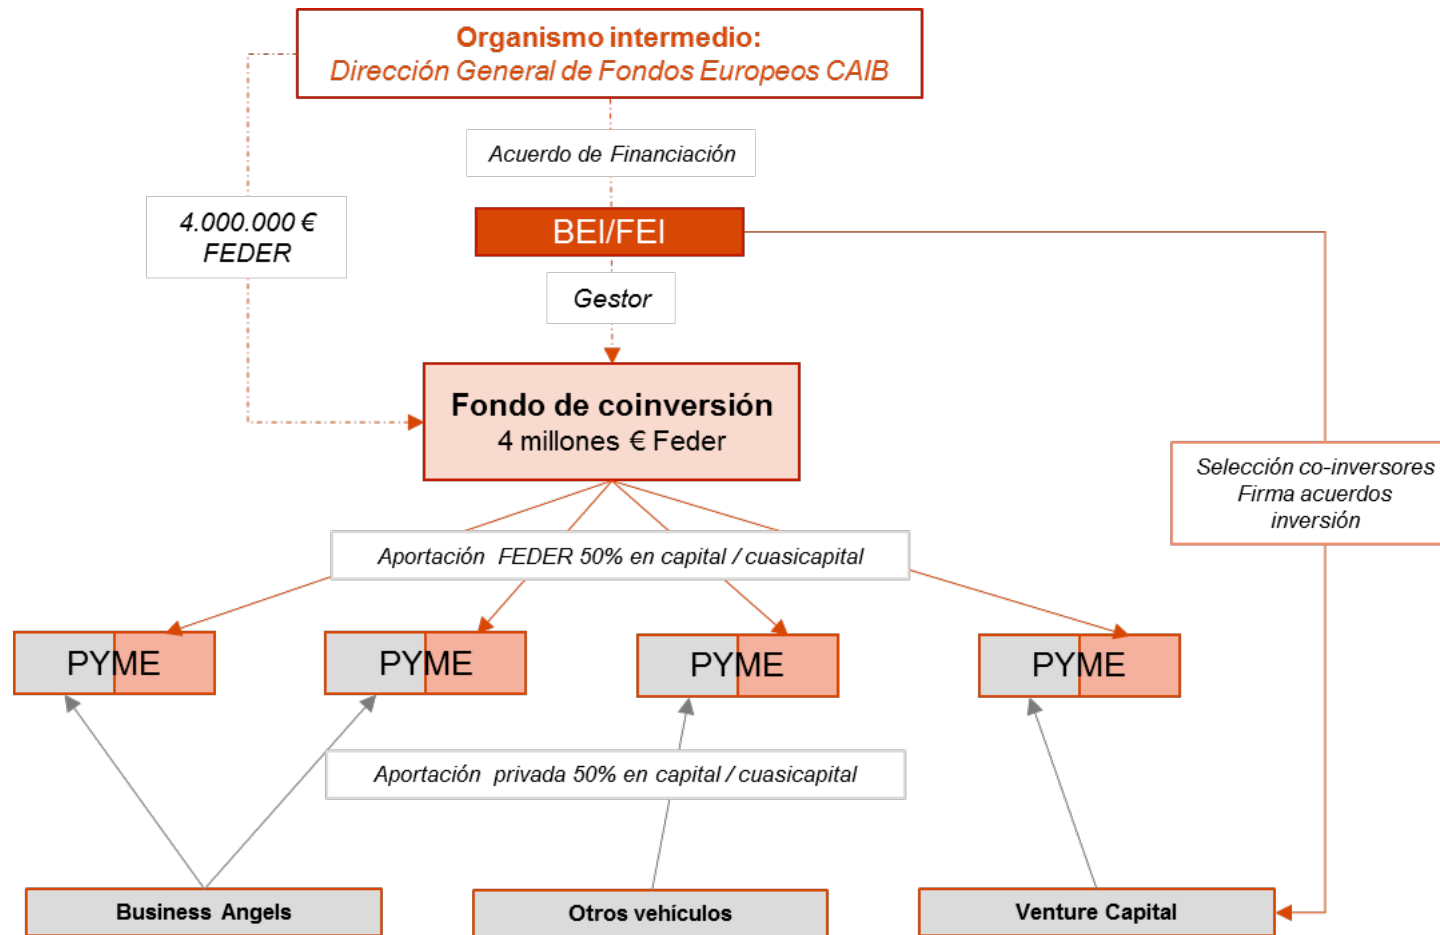 Organismo intermedio:
Dirección General de Fondos Europeos CAIB
Acuerdo de Financiación
4.000.000 €
FEDER
BEI/FEI
Gestor
Fondo de coinversión
4 millones € Feder
Selección co-inversores
Firma acuerdos
inversión
Aportación FEDER 50% en capital / cuasicapital
PYME
PYME
PYME
PYME
Aportación privada 50% en capital / cuasicapital
Business Angels
Otros vehículos
Venture Capital